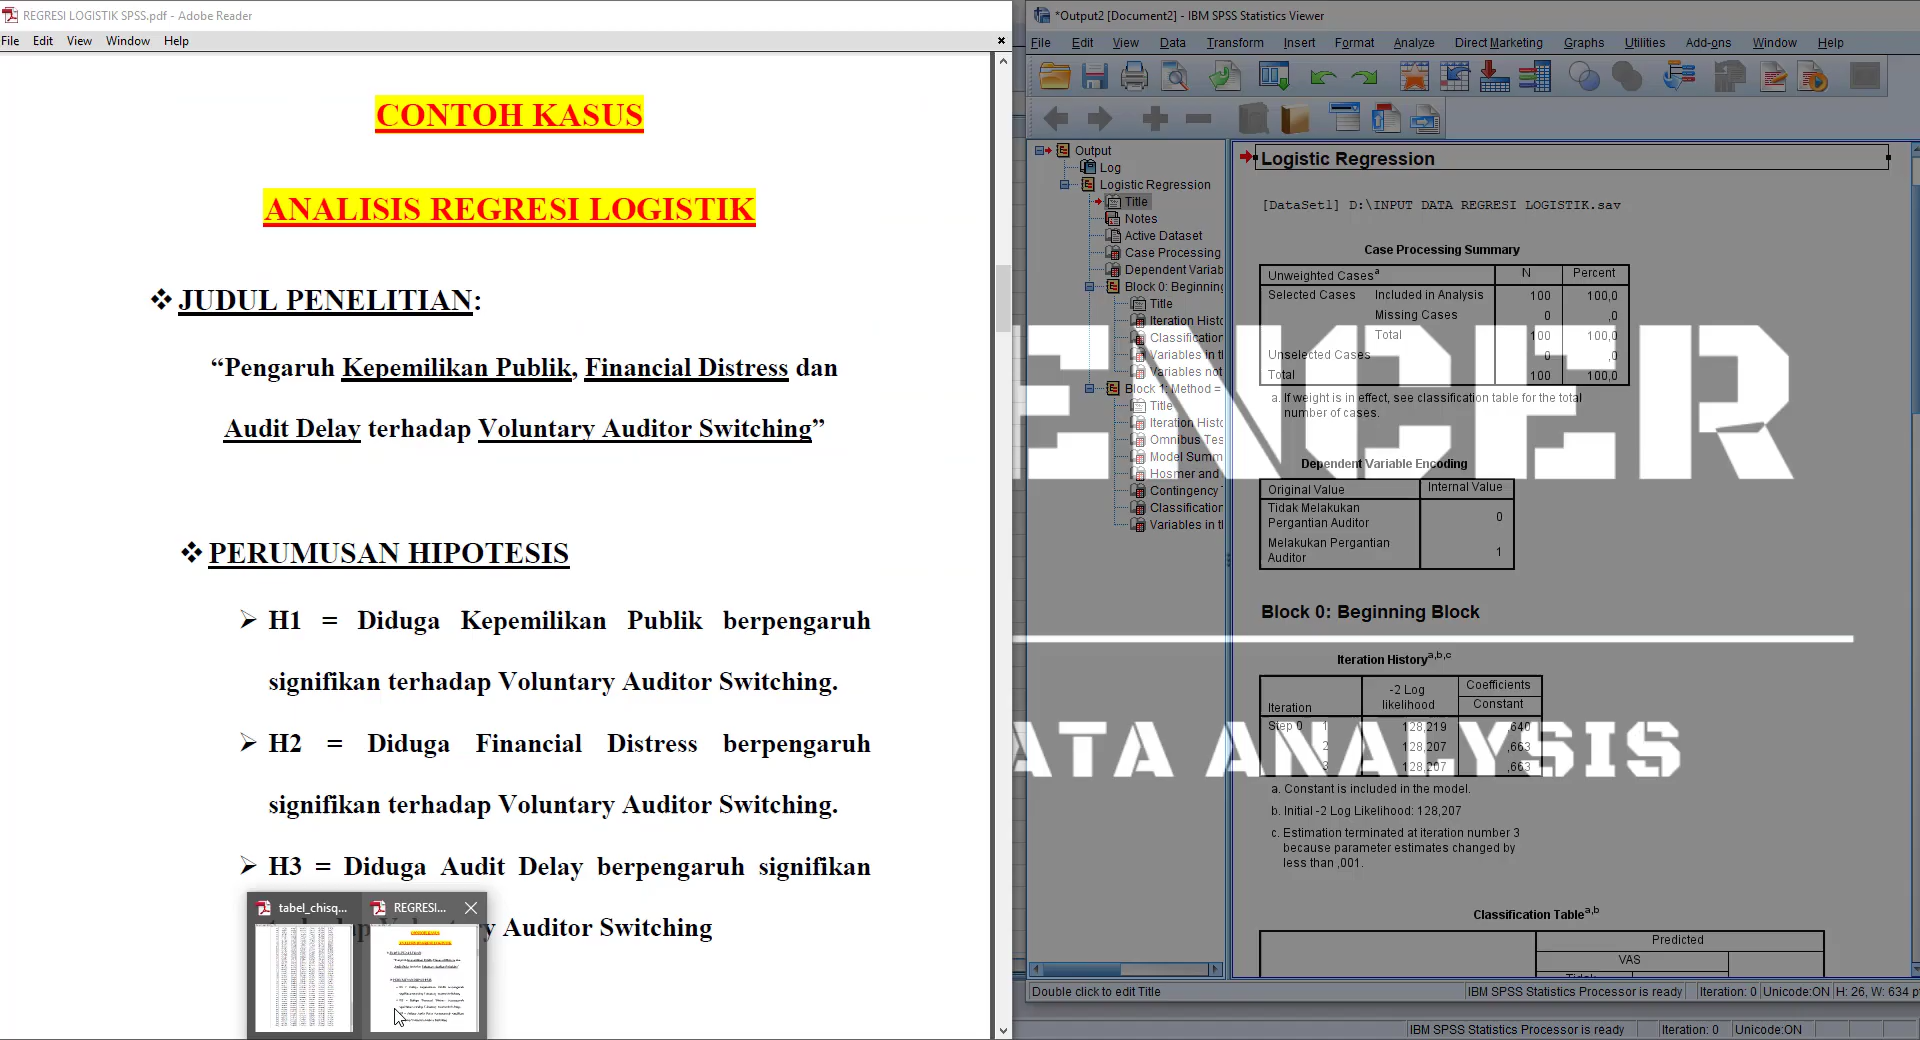 REGRESI LOGISTIK SPSS.pdf - Adobe Reader
File Edit View Window Help
CONTOH KASUS
ANALISIS REGRESI LOGISTIK
❖ JUDUL PENELITIAN:
“Pengaruh Kepemilikan Publik, Financial Distress dan
Audit Delay terhadap Voluntary Auditor Switching”
❖ PERUMUSAN HIPOTESIS
➢ H1 = Diduga Kepemilikan Publik berpengaruh
signifikan terhadap Voluntary Auditor Switching.
➢ H2 = Diduga Financial Distress berpengaruh
signifikan terhadap Voluntary Auditor Switching.
➢ H3 = Diduga Audit Delay berpengaruh signifikan
Auditor Switching
tabel_chisq...
REGRESI...
*Output2 [Document2] - IBM SPSS Statistics Viewer
File Edit View Data Transform Insert Format Analyze Direct Marketing Graphs Utilities Add-ons Window Help
Output
Log
Logistic Regression
Title
Notes
Active Dataset
Case Processing
Dependent Variab
Block 0: Beginning
Title
Iteration Histo
Classification
Variables in th
Variables not
Block 1: Method =
Title
Iteration Histo
Omnibus Tes
Model Summ
Hosmer and
Contingency
Classification
Variables in th
Logistic Regression
[DataSet1] D:\INPUT DATA REGRESI LOGISTIK.sav
Case Processing Summary
Unweighted Cases a N Percent
Selected Cases Included in Analysis 100 100,0
Missing Cases 0 ,0
Total 100 100,0
Unselected Cases 0 ,0
Total 100 100,0
a. If weight is in effect, see classification table for the total
number of cases.
ENCER
Dependent Variable Encoding
Original Value Internal Value
Tidak Melakukan
Pergantian Auditor 0
Melakukan Pergantian
Auditor 1
Block 0: Beginning Block
Iteration History a,b,c
Iteration -2 Log likelihood Coefficients
Constant
Step 0 1 128,219 ,640
2 128,207 ,663
3 128,207 ,663
ATA ANALYSIS
a. Constant is included in the model.
b. Initial -2 Log Likelihood: 128,207
c. Estimation terminated at iteration number 3
because parameter estimates changed by
less than ,001.
Classification Table a,b
Predicted
VAS
Tidak
Double click to edit Title
IBM SPSS Statistics Processor is ready Iteration: 0 Unicode:ON H: 26, W: 634 p
IBM SPSS Statistics Processor is ready Iteration: 0 Unicode:ON